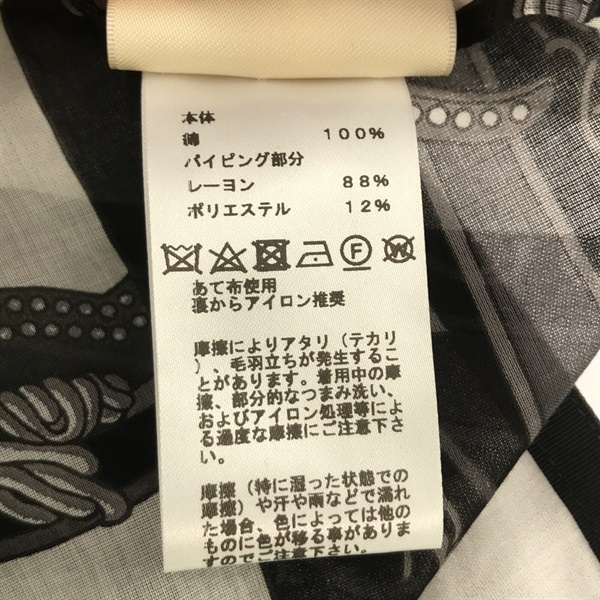 本体
綿 100%
パイピング部分
レーヨン 88%
ポリエステル 12%
F W
あて布使用
裏からアイロン推奨
摩擦によりアタリ（テカリ
）、毛羽立ちが発生するこ
とがあります。着用中の摩
擦、部分的なつまみ洗い、
およびアイロン処理等によ
る過度な摩擦にご注意下さ
い。
摩擦（特に湿った状態での
摩擦）や汗や雨などで濡れ
た場合、色によっては他の
ものに色が移る事がありま
すのでご注意下さい。